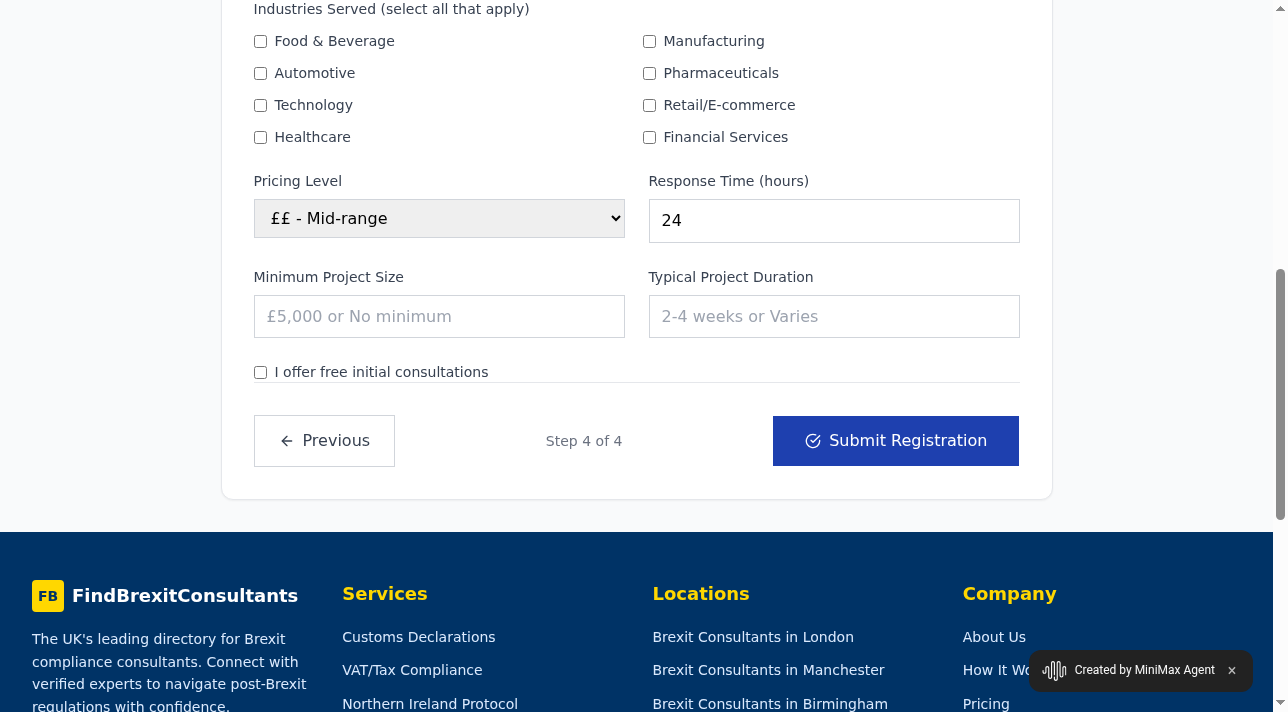 Industries Served (select all that apply)
Food & Beverage
Manufacturing
Automotive
Pharmaceuticals
Technology
Retail/E-commerce
Healthcare
Financial Services
Pricing Level
Response Time (hours)
££ - Mid-range
24
Minimum Project Size
Typical Project Duration
£5,000 or No minimum
2-4 weeks or Varies
I offer free initial consultations
Previous
Step 4 of 4
Submit Registration
FB FindBrexitConsultants
The UK's leading directory for Brexit
compliance consultants. Connect with
verified experts to navigate post-Brexit
regulations with confidence.
Services
Customs Declarations
VAT/Tax Compliance
Northern Ireland Protocol
Locations
Brexit Consultants in London
Brexit Consultants in Manchester
Brexit Consultants in Birmingham
Company
About Us
How It
Pricing
Created by MiniMax Agent ×